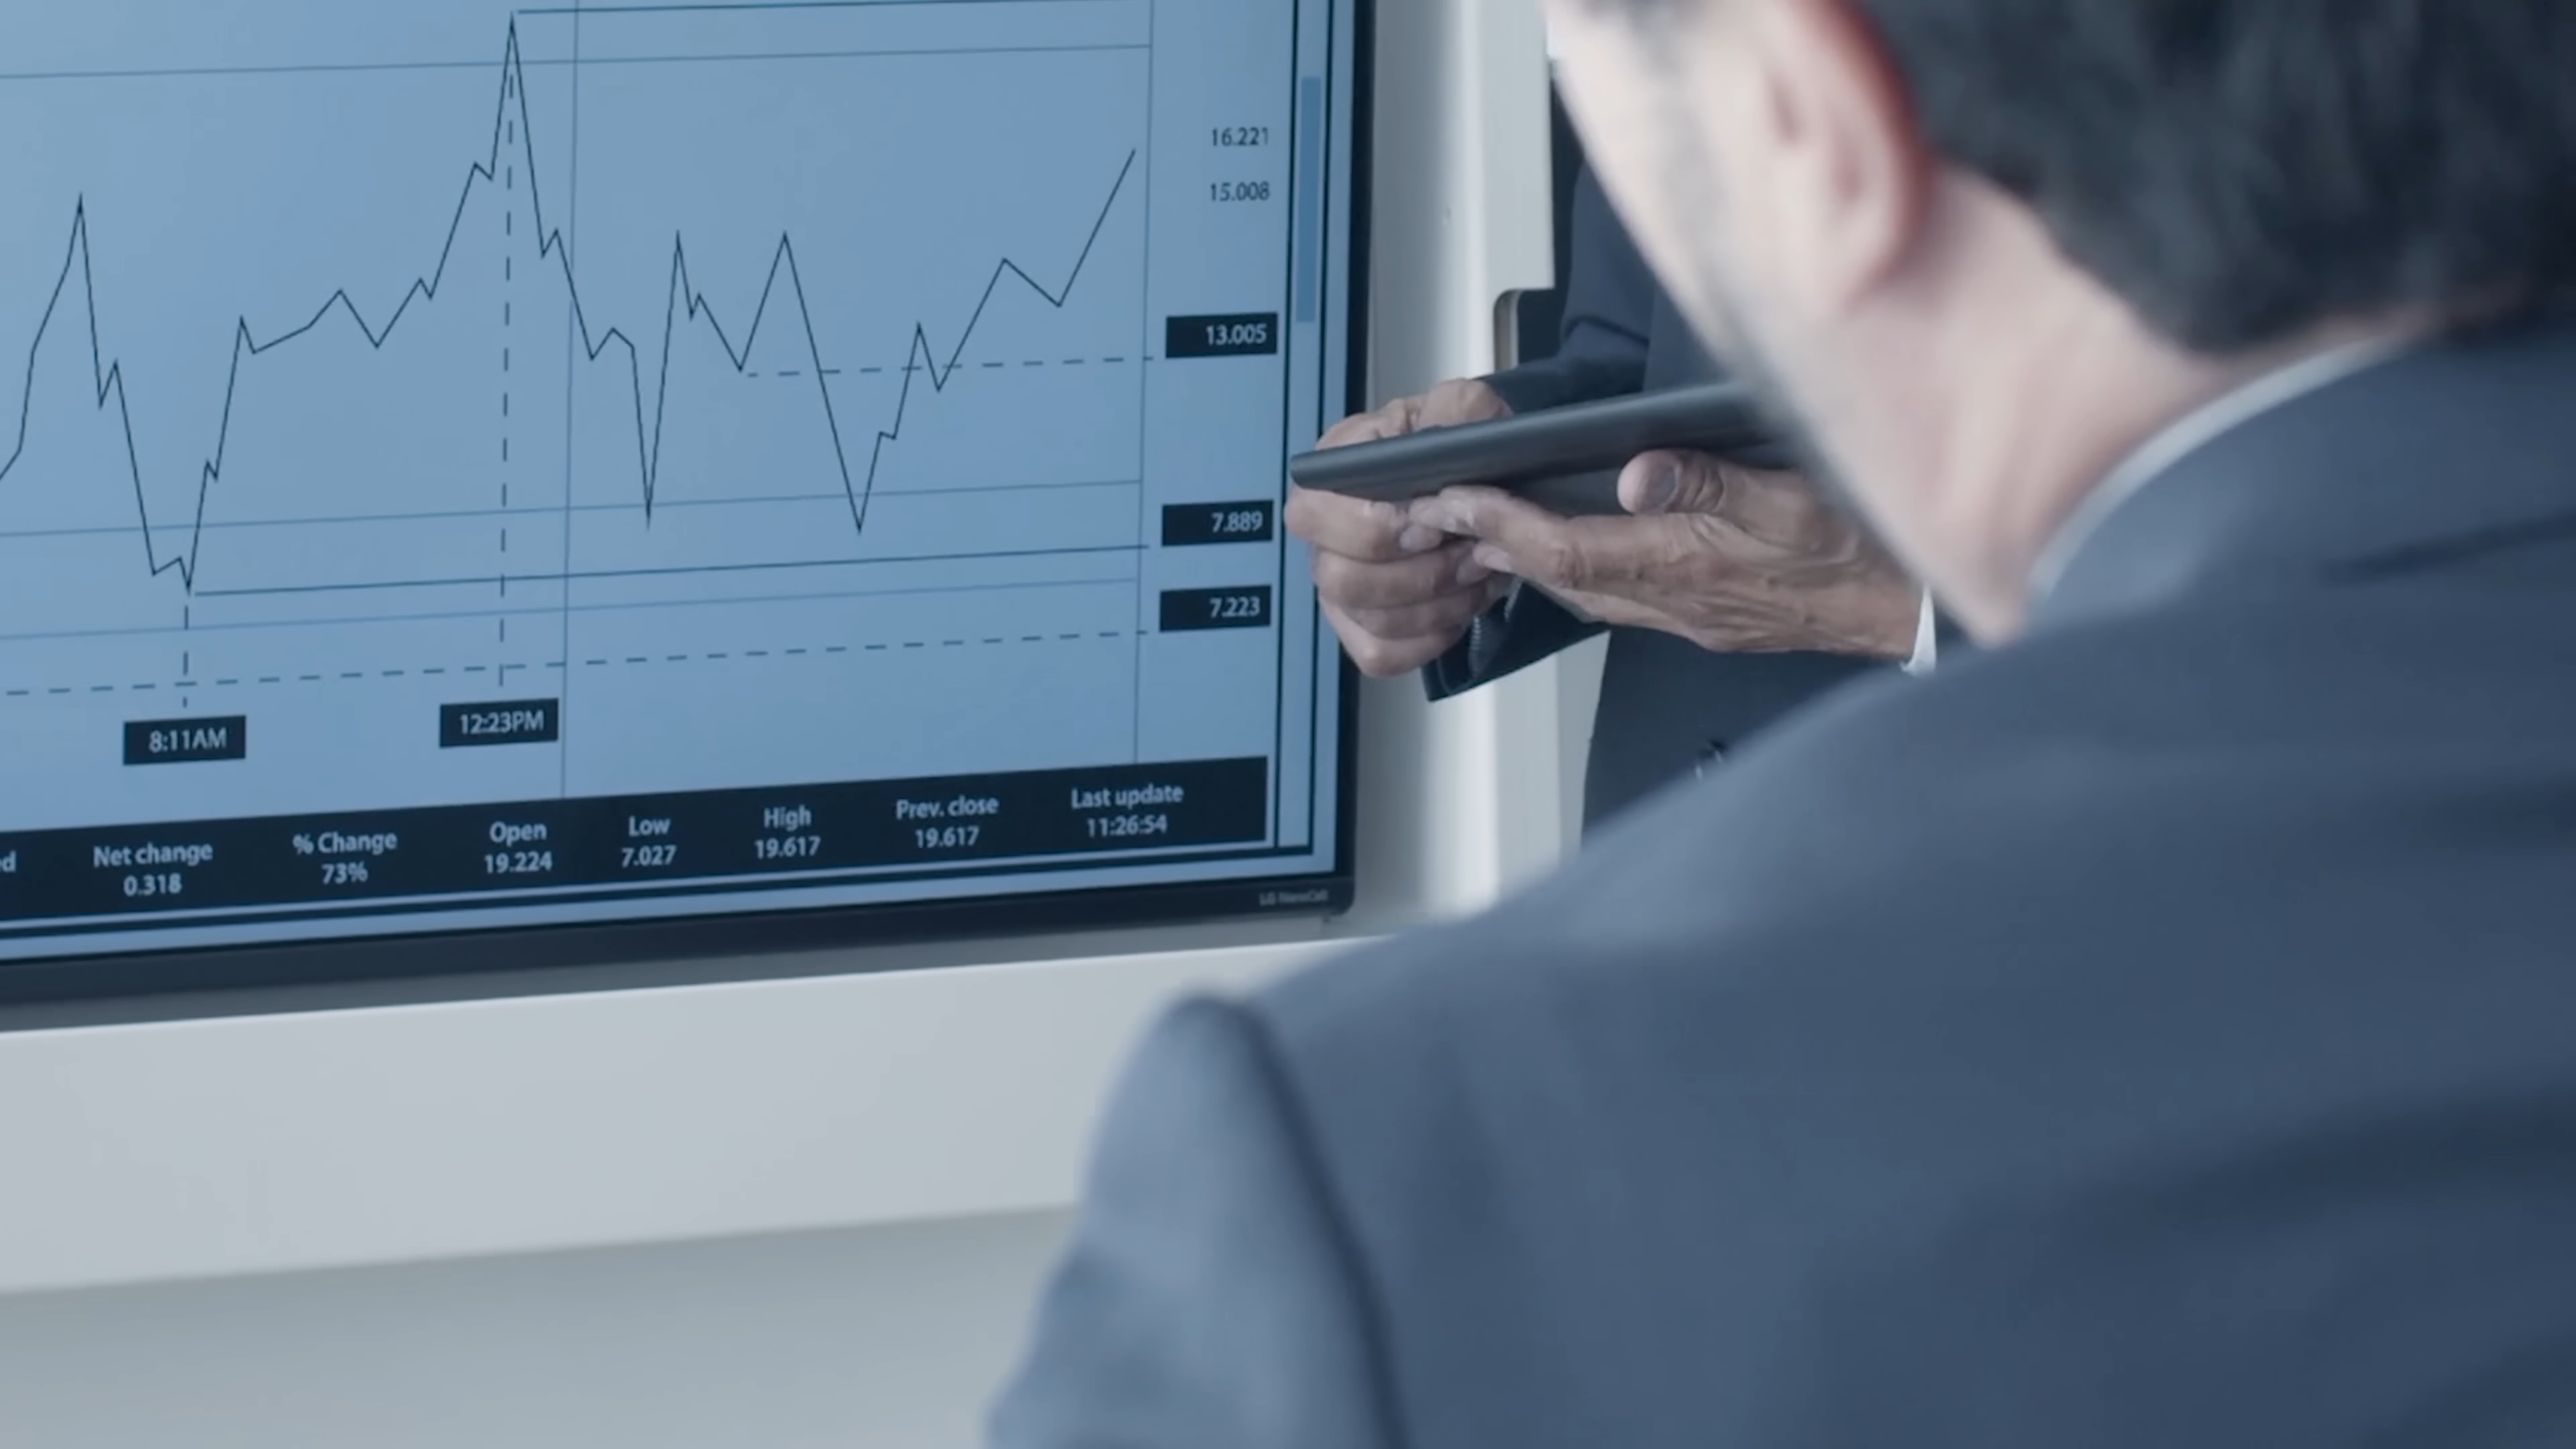 16.221
15.008
13.005
7.889
7.223
8:11AM
12:23PM
Net change
0.318
% Change
73%
Open
19.224
Low
7.027
High
19.617
Prev. close
19.617
Last update
11:26:54
LG NanoCell